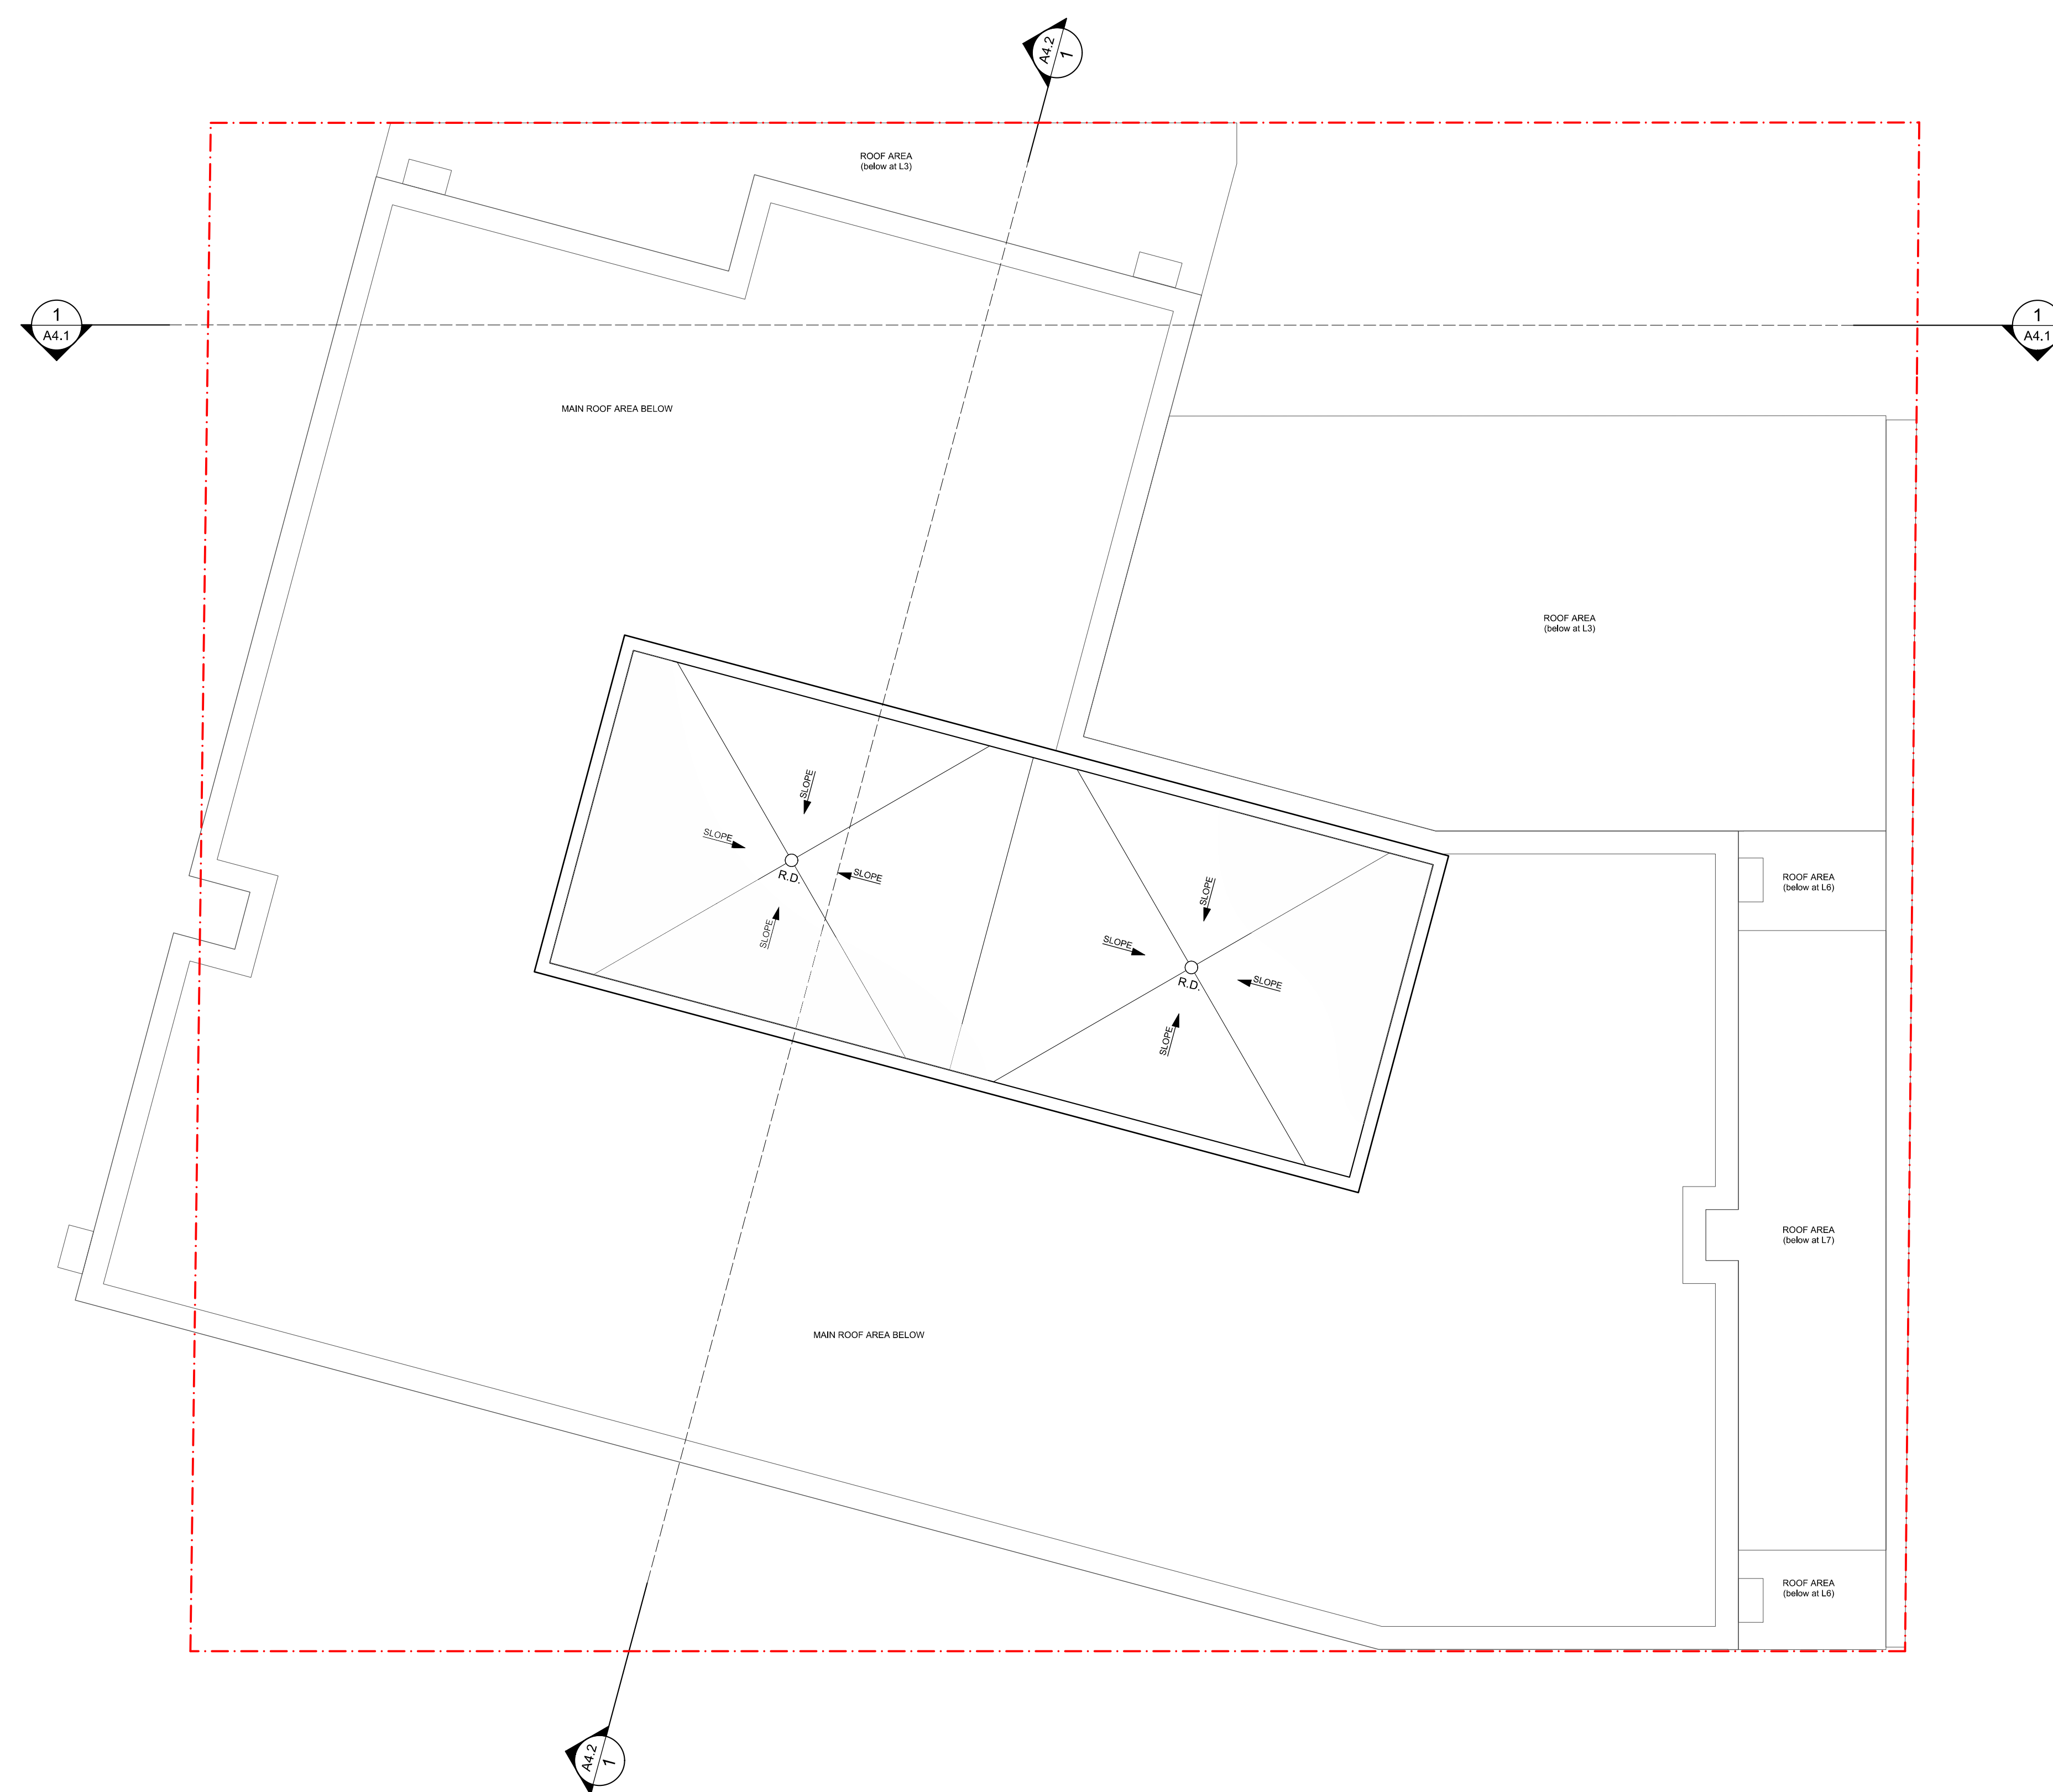 A4.2
1
ROOF AREA
(below at L3)
1
A4.1
1
A4.1
MAIN ROOF AREA BELOW
ROOF AREA
(below at L3)
SLOPE
SLOPE
R.D.
SLOPE
SLOPE
SLOPE
SLOPE
R.D.
SLOPE
SLOPE
ROOF AREA
(below at L6)
ROOF AREA
(below at L7)
MAIN ROOF AREA BELOW
ROOF AREA
(below at L6)
A4.2
1